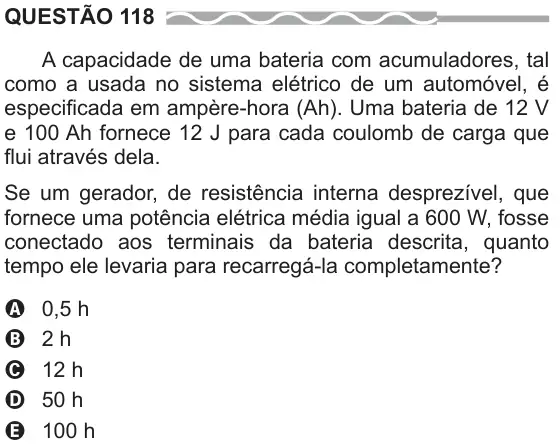 QUESTÃO 118
A capacidade de uma bateria com acumuladores, tal
como a usada no sistema elétrico de um automóvel, é
especificada em ampère-hora (Ah). Uma bateria de 12 V
e 100 Ah fornece 12 J para cada coulomb de carga que
flui através dela.
Se um gerador, de resistência interna desprezível, que
fornece uma potência elétrica média igual a 600 W, fosse
conectado aos terminais da bateria descrita, quanto
tempo ele levaria para recarregá-la completamente?
A 0,5 h
B 2 h
C 12 h
D 50 h
E 100 h